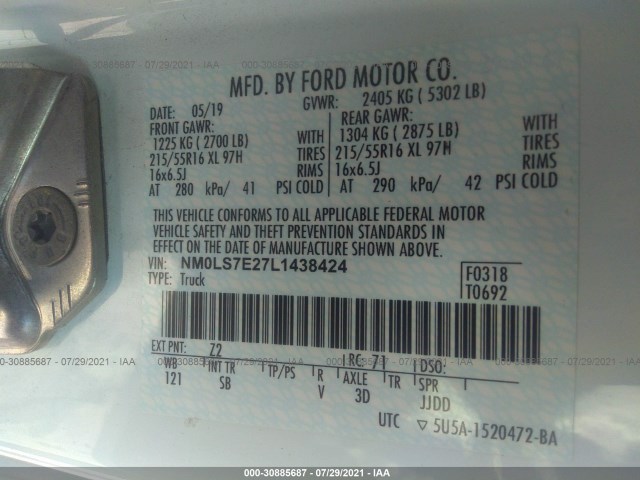 000-30885687 - 07/29/2021 - IAA
MFD. BY FORD MOTOR CO.
DATE: 05/19 GVWR: 2405 KG ( 5302 LB)
FRONT GAWR: REAR GAWR:
1225 KG ( 2700 LB) WITH 1304 KG ( 2875 LB) WITH
215/55R16 XL 97H TIRES 215/55R16 XL 97H TIRES
16x6.5J RIMS 16x6.5J RIMS
AT 280 kPa/ 41 PSI COLD AT 290 kPa/ 42 PSI COLD
THIS VEHICLE CONFORMS TO ALL APPLICABLE FEDERAL MOTOR
VEHICLE SAFETY AND THEFT PREVENTION STANDARDS IN
EFFECT ON THE DATE OF MANUFACTURE SHOWN ABOVE.
VIN: NM0LS7E27L1438424
TYPE: Truck
F0318
T0692
EXT PNT: Z2 RC: 71 DSO:
WB INT TR TP/PS R AXLE TR SPR
121 SB V 3D JJDD
UTC ▽ 5U5A-1520472-BA
000-30885687 - 07/29/2021 - IAA